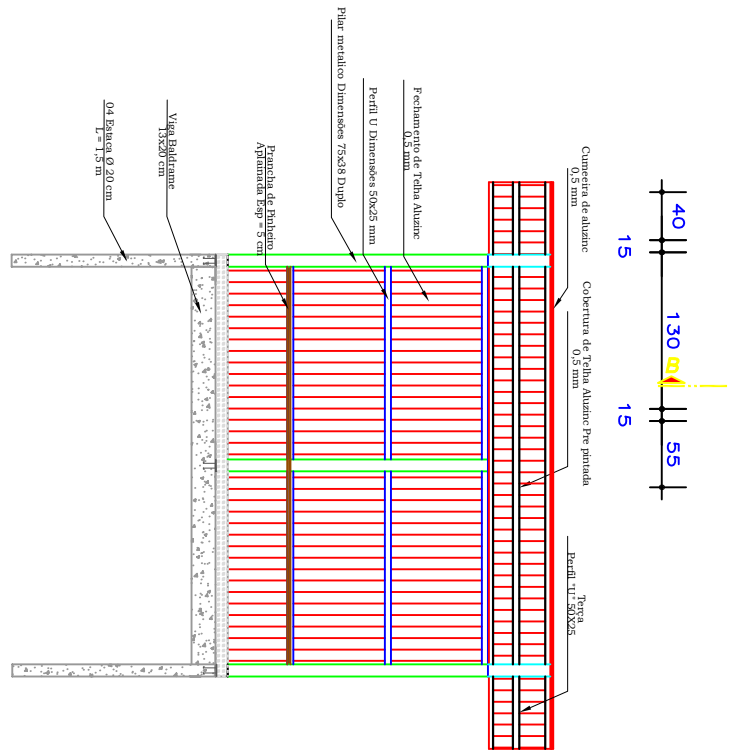 Cumeeira de aluzinc
0,5 mm
Fechamento de Telha Aluzinc
0,5 mm
Perfil U Dimensões 50x25 mm
Pilar metalico Dimensões 75x38 Duplo
Prancha de Pinheiro
Aplainada Esp = 5 cm
Viga Baldrame
13x20 cm
04 Estaca Ø 20 cm
L = 1,5 m
Cobertura de Telha Aluzinc Pre pintada
0,5 mm
Terça
Perfil "U" 50X25
40
15
130
B
15
55